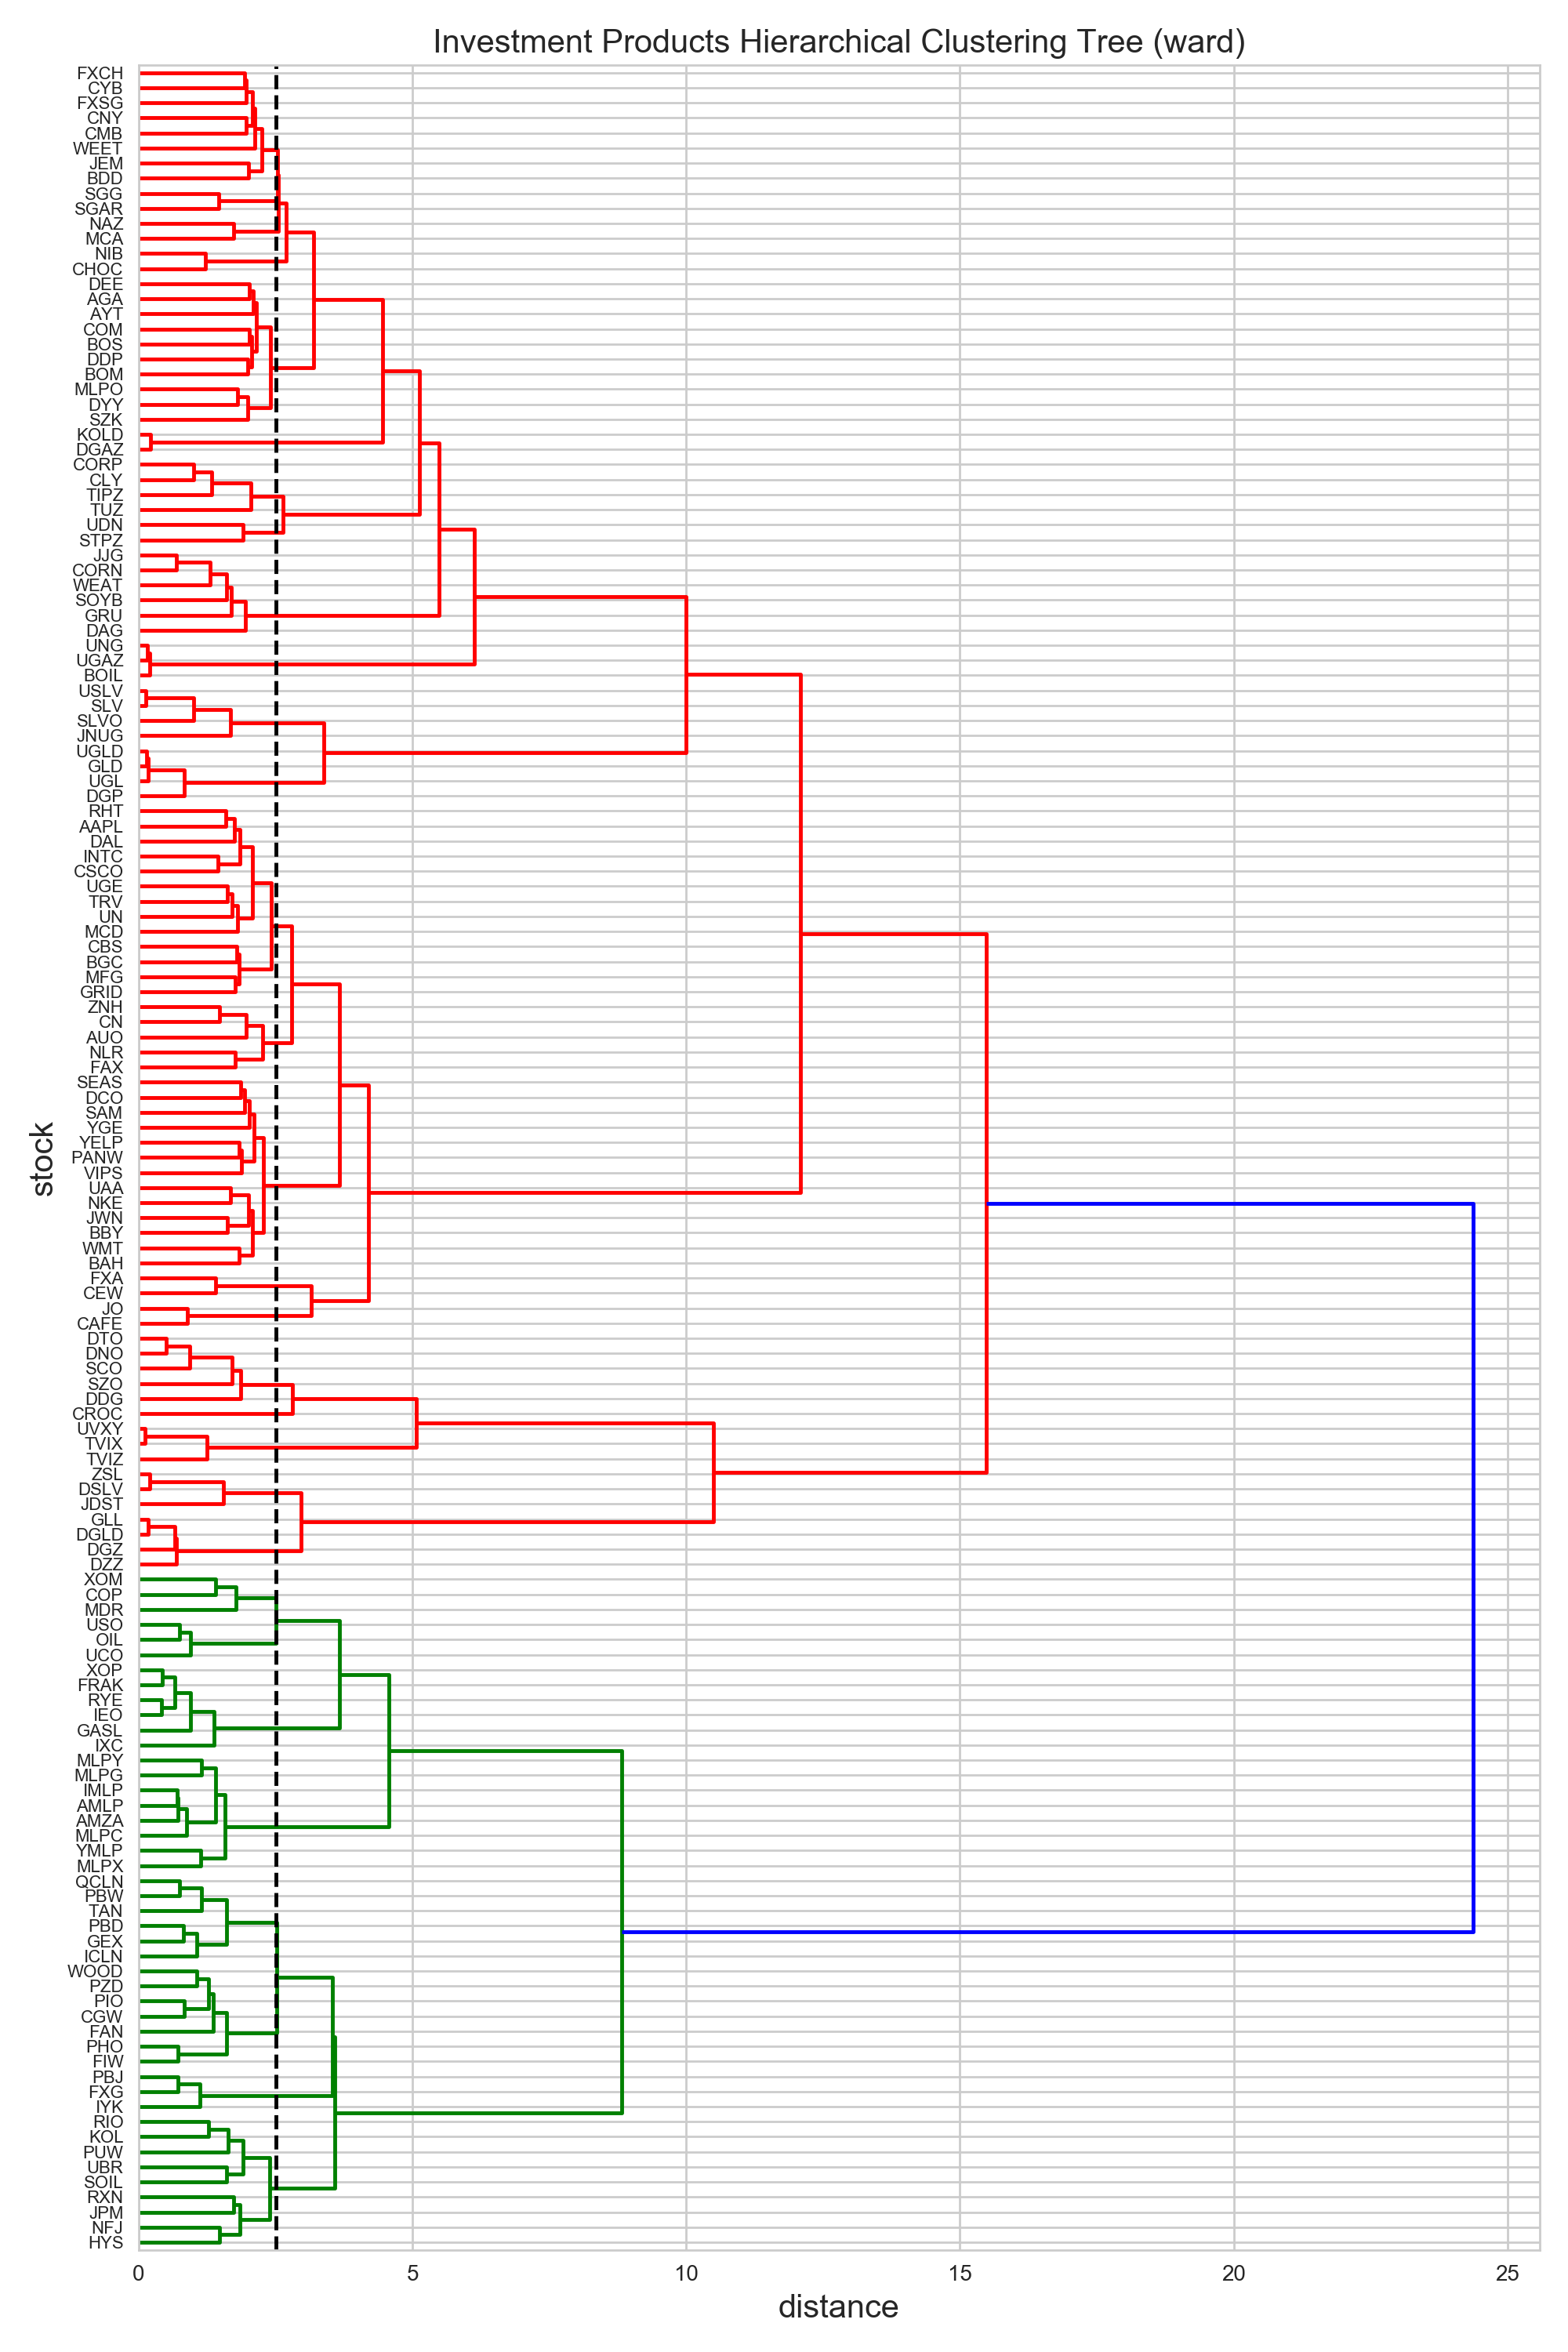 Investment Products Hierarchical Clustering Tree (ward)
FXCH
CYB
FXSG
CNY
CMB
WEET
JEM
BDD
SGG
SGAR
NAZ
MCA
NIB
CHOC
DEE
AGA
AYT
COM
BOS
DDP
BOM
MLPO
DYY
SZK
KOLD
DGAZ
CORP
CLY
TIPZ
TUZ
UDN
STPZ
JJG
CORN
WEAT
SOYB
GRU
DAG
UNG
UGAZ
BOIL
USLV
SLV
SLVO
JNUG
UGLD
GLD
UGL
DGP
RHT
AAPL
DAL
INTC
CSCO
UGE
TRV
UN
MCD
CBS
BGC
MFG
GRID
ZNH
CN
AUO
NLR
FAX
SEAS
DCO
SAM
YGE
YELP
PANW
VIPS
UAA
NKE
JWN
BBY
WMT
BAH
FXA
CEW
JO
CAFE
DTO
DNO
SCO
SZO
DDG
CROC
UVXY
TVIX
TVIZ
ZSL
DSLV
JDST
GLL
DGLD
DGZ
DZZ
XOM
COP
MDR
USO
OIL
UCO
XOP
FRAK
RYE
IEO
GASL
IXC
MLPY
MLPG
IMLP
AMLP
AMZA
MLPC
YMLP
MLPX
QCLN
PBW
TAN
PBD
GEX
ICLN
WOOD
PZD
PIO
CGW
FAN
PHO
FIW
PBJ
FXG
IYK
RIO
KOL
PUW
UBR
SOIL
RXN
JPM
NFJ
HYS
stock
0 5 10 15 20 25
distance